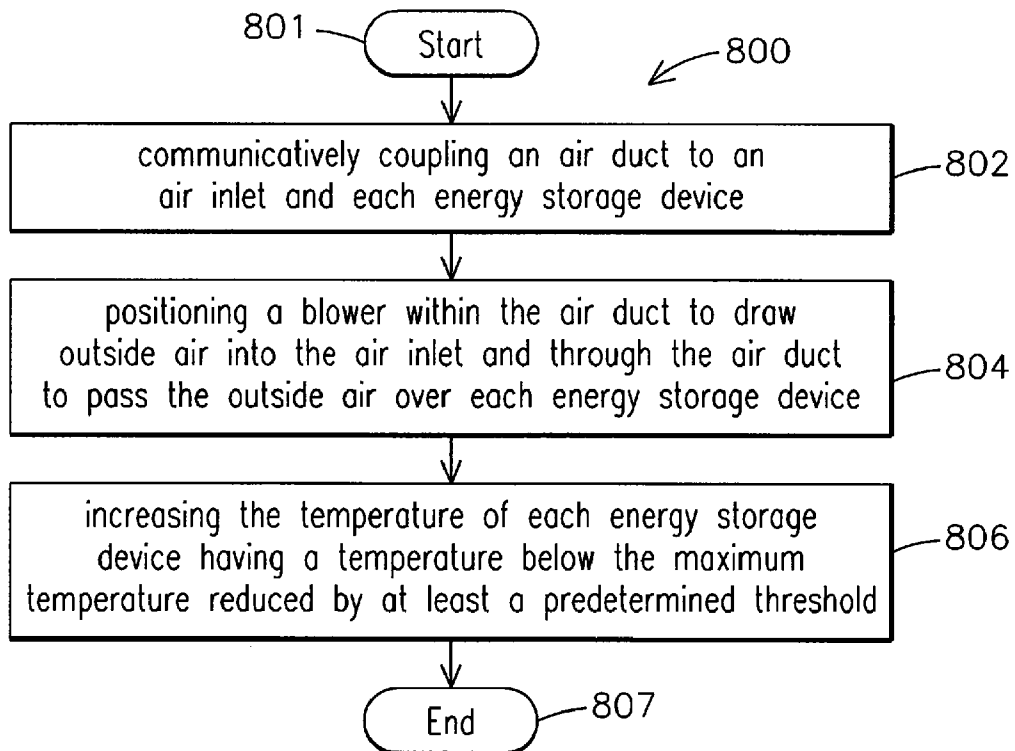 801
Start
800
communicatively coupling an air duct to an
air inlet and each energy storage device
802
positioning a blower within the air duct to draw
outside air into the air inlet and through the air duct
to pass the outside air over each energy storage device
804
increasing the temperature of each energy storage
device having a temperature below the maximum
temperature reduced by at least a predetermined threshold
806
End
807